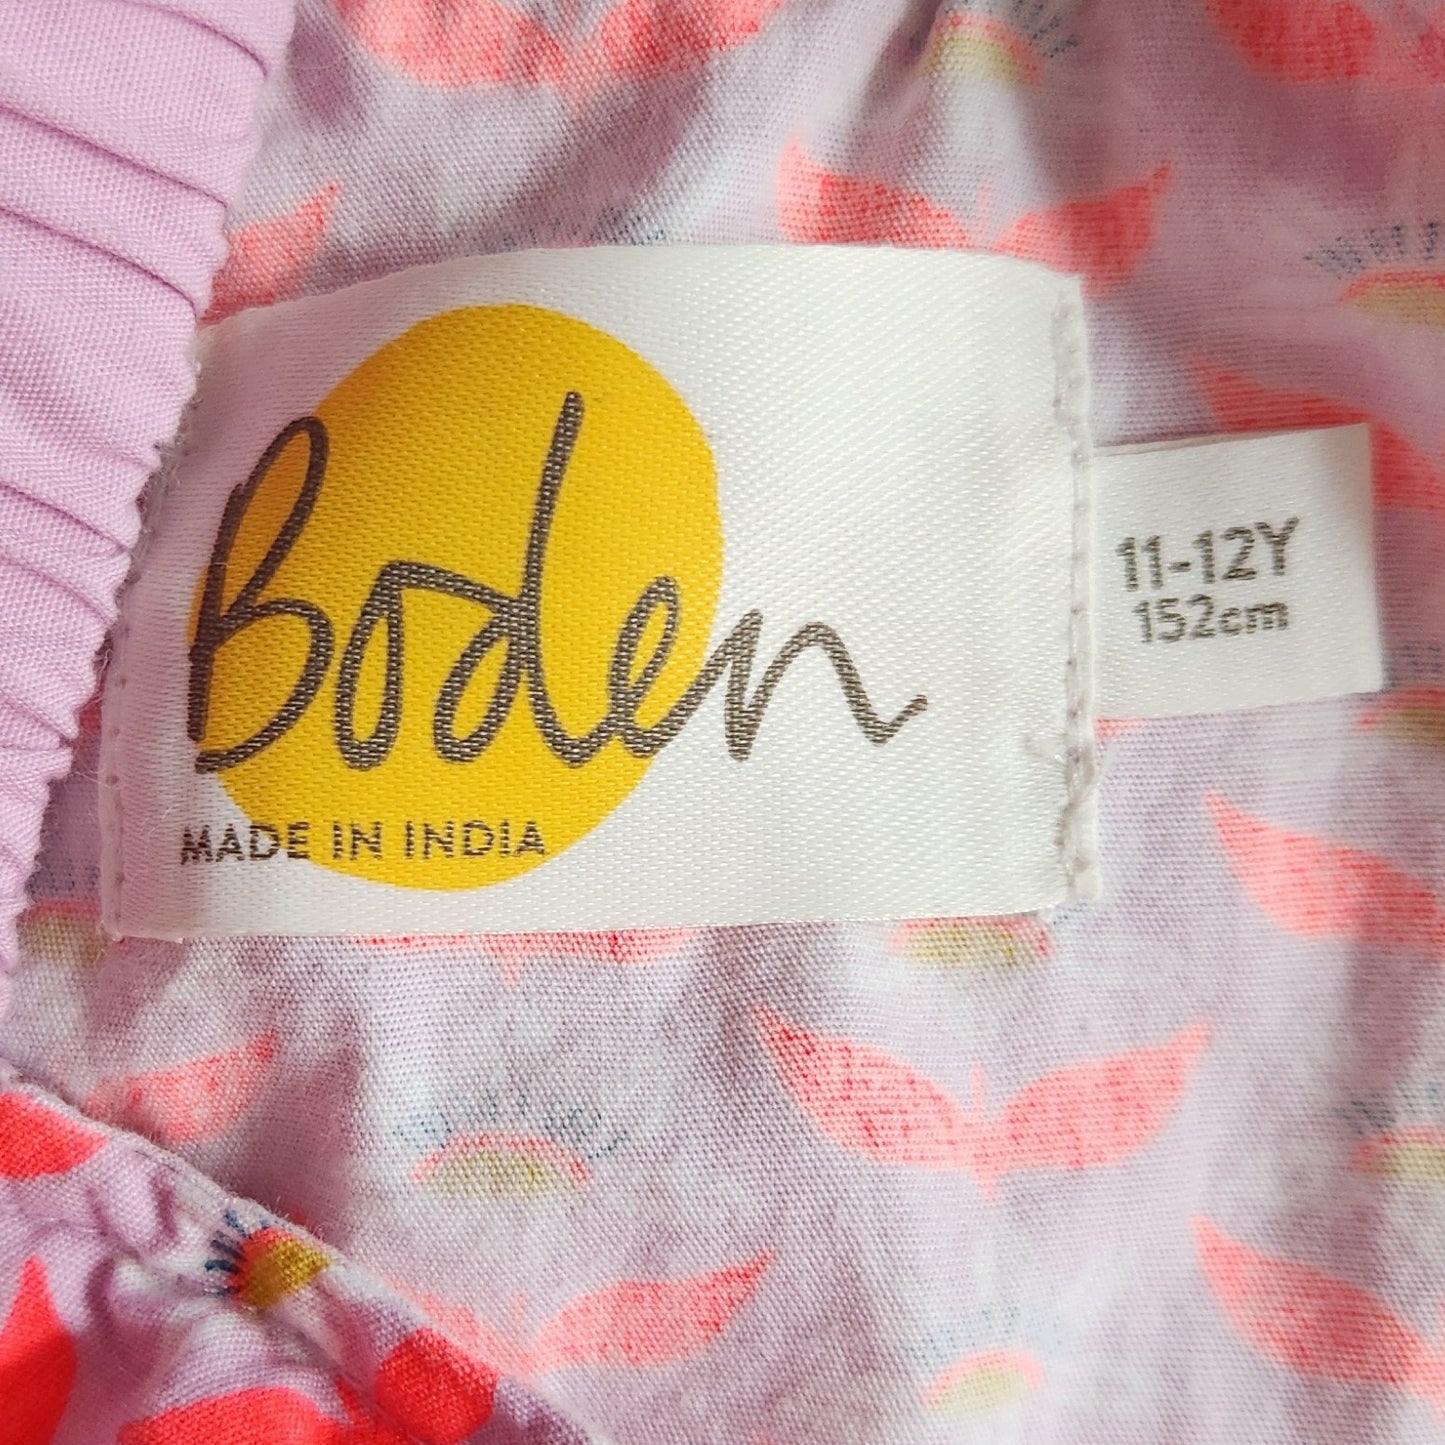 Boden
MADE IN INDIA
11-12Y
152cm